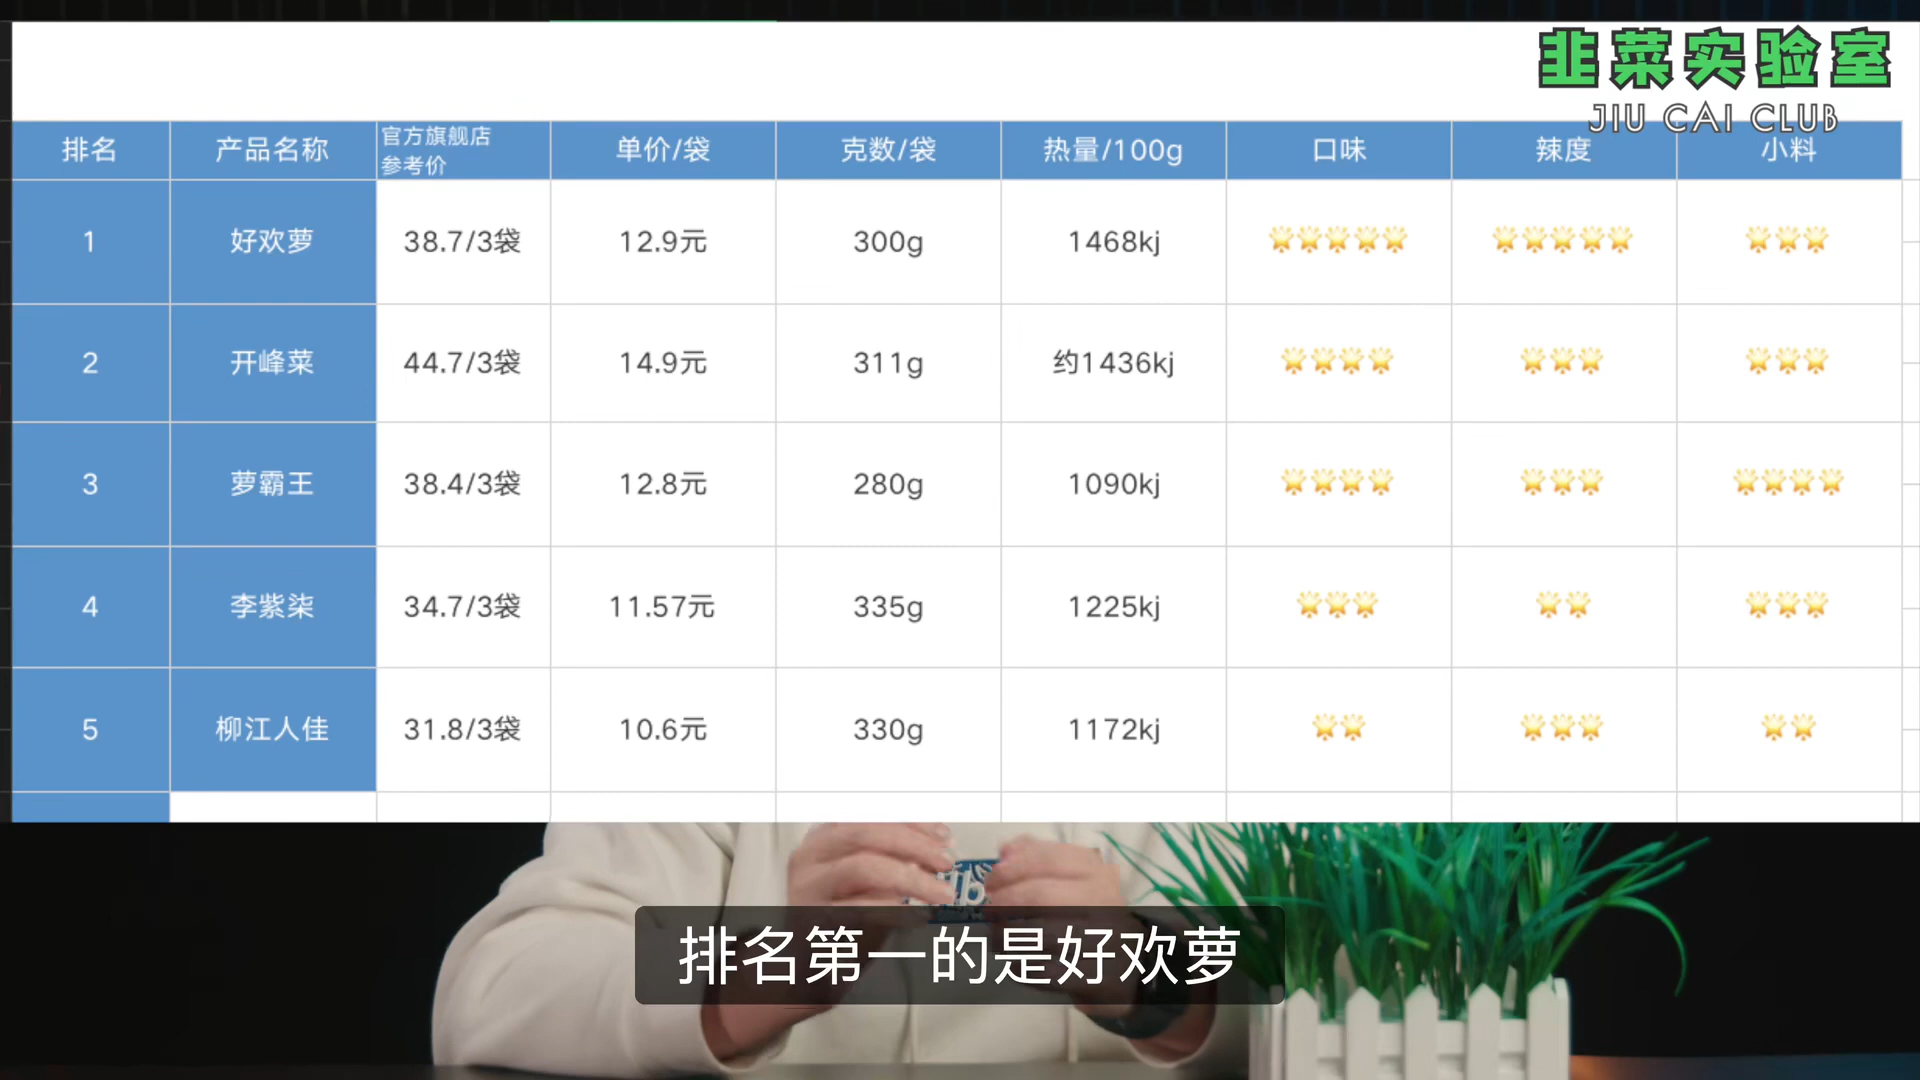 韭菜实验室
JIU CAI CLUB
排名 产品名称 官方旗舰店参考价 单价/袋 克数/袋 热量/100g 口味 辣度 小料
1 好欢萝 38.7/3袋 12.9元 300g 1468kj 🌟🌟🌟🌟🌟 🌟🌟🌟🌟🌟 🌟🌟🌟
2 开峰菜 44.7/3袋 14.9元 311g 约1436kj 🌟🌟🌟🌟 🌟🌟🌟 🌟🌟🌟
3 萝霸王 38.4/3袋 12.8元 280g 1090kj 🌟🌟🌟🌟 🌟🌟🌟 🌟🌟🌟🌟
4 李紫柒 34.7/3袋 11.57元 335g 1225kj 🌟🌟🌟 🌟🌟 🌟🌟🌟
5 柳江人佳 31.8/3袋 10.6元 330g 1172kj 🌟🌟 🌟🌟🌟 🌟🌟
排名第一的是好欢萝